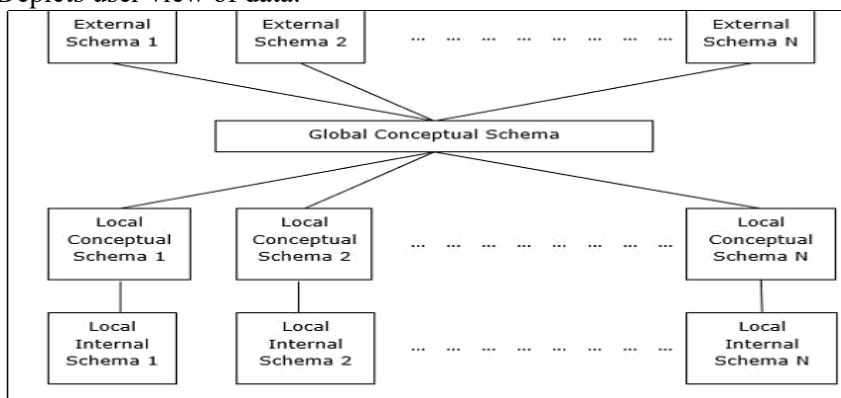 Depicts user view of data.
External External External
Schema 1 Schema 2 ... ... ... ... ... ... ... ... Schema N
Global Conceptual Schema
Local Local Local
Conceptual Conceptual ... ... ... ... ... ... ... ... Conceptual
Schema 1 Schema 2 Schema N
Local Local Local
Internal Internal ... ... ... ... ... ... ... ... Internal
Schema 1 Schema 2 Schema N